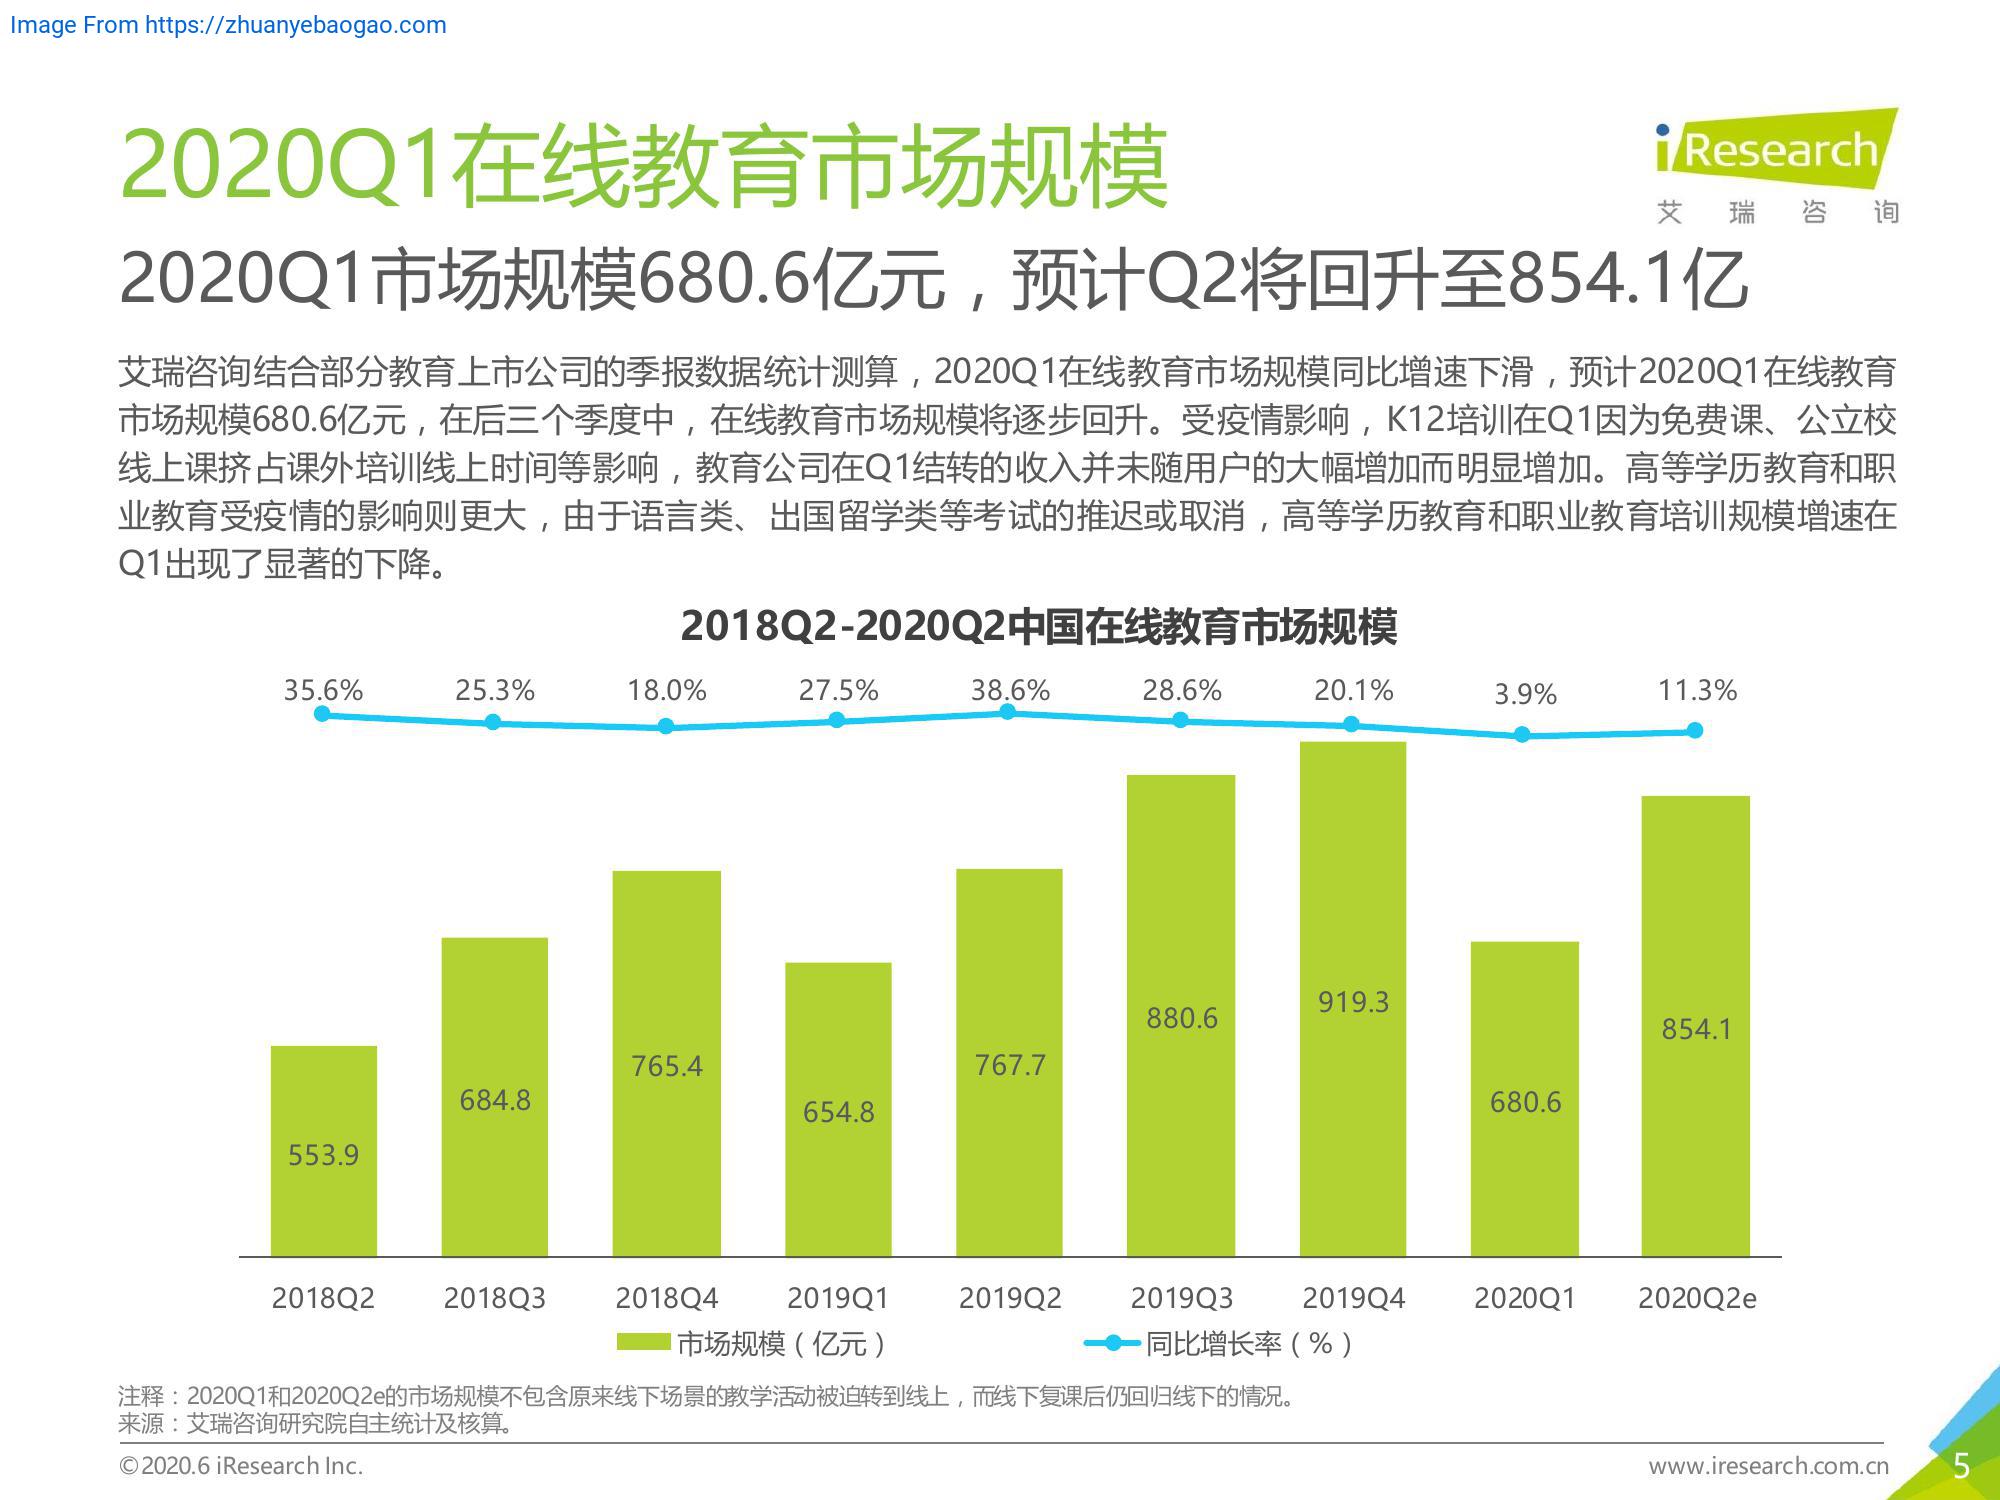 Image From https://zhuanyebaogao.com
2020Q1在线教育市场规模
iResearch
艾瑞咨询
2020Q1市场规模680.6亿元，预计Q2将回升至854.1亿
艾瑞咨询结合部分教育上市公司的季报数据统计测算，2020Q1在线教育市场规模同比增速下滑，预计2020Q1在线教育
市场规模680.6亿元，在后三个季度中，在线教育市场规模将逐步回升。受疫情影响，K12培训在Q1因为免费课、公立校
线上课挤占课外培训线上时间等影响，教育公司在Q1结转的收入并未随用户的大幅增加而明显增加。高等学历教育和职
业教育受疫情的影响则更大，由于语言类、出国留学类等考试的推迟或取消，高等学历教育和职业教育培训规模增速在
Q1出现了显著的下降。
2018Q2-2020Q2中国在线教育市场规模
35.6% 25.3% 18.0% 27.5% 38.6% 28.6% 20.1% 3.9% 11.3%
553.9 684.8 765.4 654.8 767.7 880.6 919.3 680.6 854.1
2018Q2 2018Q3 2018Q4 2019Q1 2019Q2 2019Q3 2019Q4 2020Q1 2020Q2e
市场规模（亿元） 同比增长率（%）
注释：2020Q1和2020Q2e的市场规模不包含原来线下场景的教学活动被迫转到线上，而线下复课后仍回归线下的情况。
来源：艾瑞咨询研究院自主统计及核算。
©2020.6 iResearch Inc. www.iresearch.com.cn 5